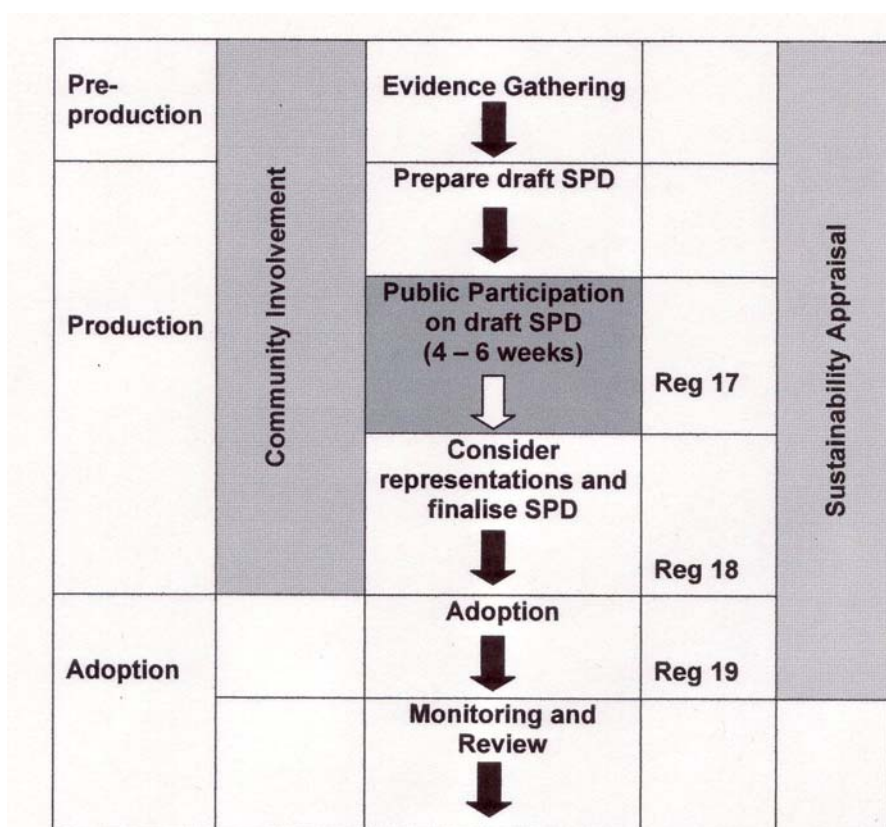 Pre-
production
Community Involvement
Evidence Gathering
Sustainability Appraisal
Prepare draft SPD
Production
Public Participation
on draft SPD
(4 – 6 weeks)
Reg 17
Consider
representations and
finalise SPD
Reg 18
Adoption
Adoption
Reg 19
Monitoring and
Review